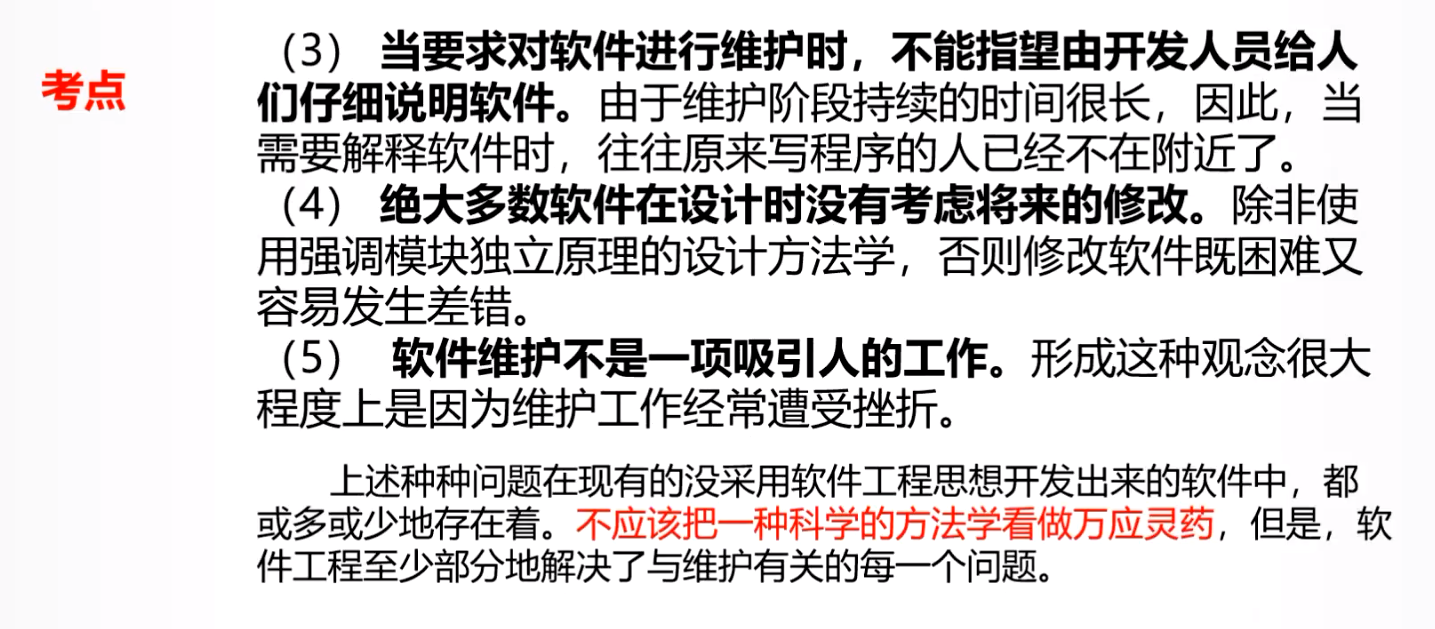 考点
（3） 当要求对软件进行维护时，不能指望由开发人员给人
们仔细说明软件。由于维护阶段持续的时间很长，因此，当
需要解释软件时，往往原来写程序的人已经不在附近了。
（4） 绝大多数软件在设计时没有考虑将来的修改。除非使
用强调模块独立原理的设计方法学，否则修改软件既困难又
容易发生差错。
（5） 软件维护不是一项吸引人的工作。形成这种观念很大
程度上是因为维护工作经常遭受挫折。
上述种种问题在现有的没采用软件工程思想开发出来的软件中，都
或多或少地存在着。不应该把一种科学的方法学看做万应灵药，但是，软
件工程至少部分地解决了与维护有关的每一个问题。